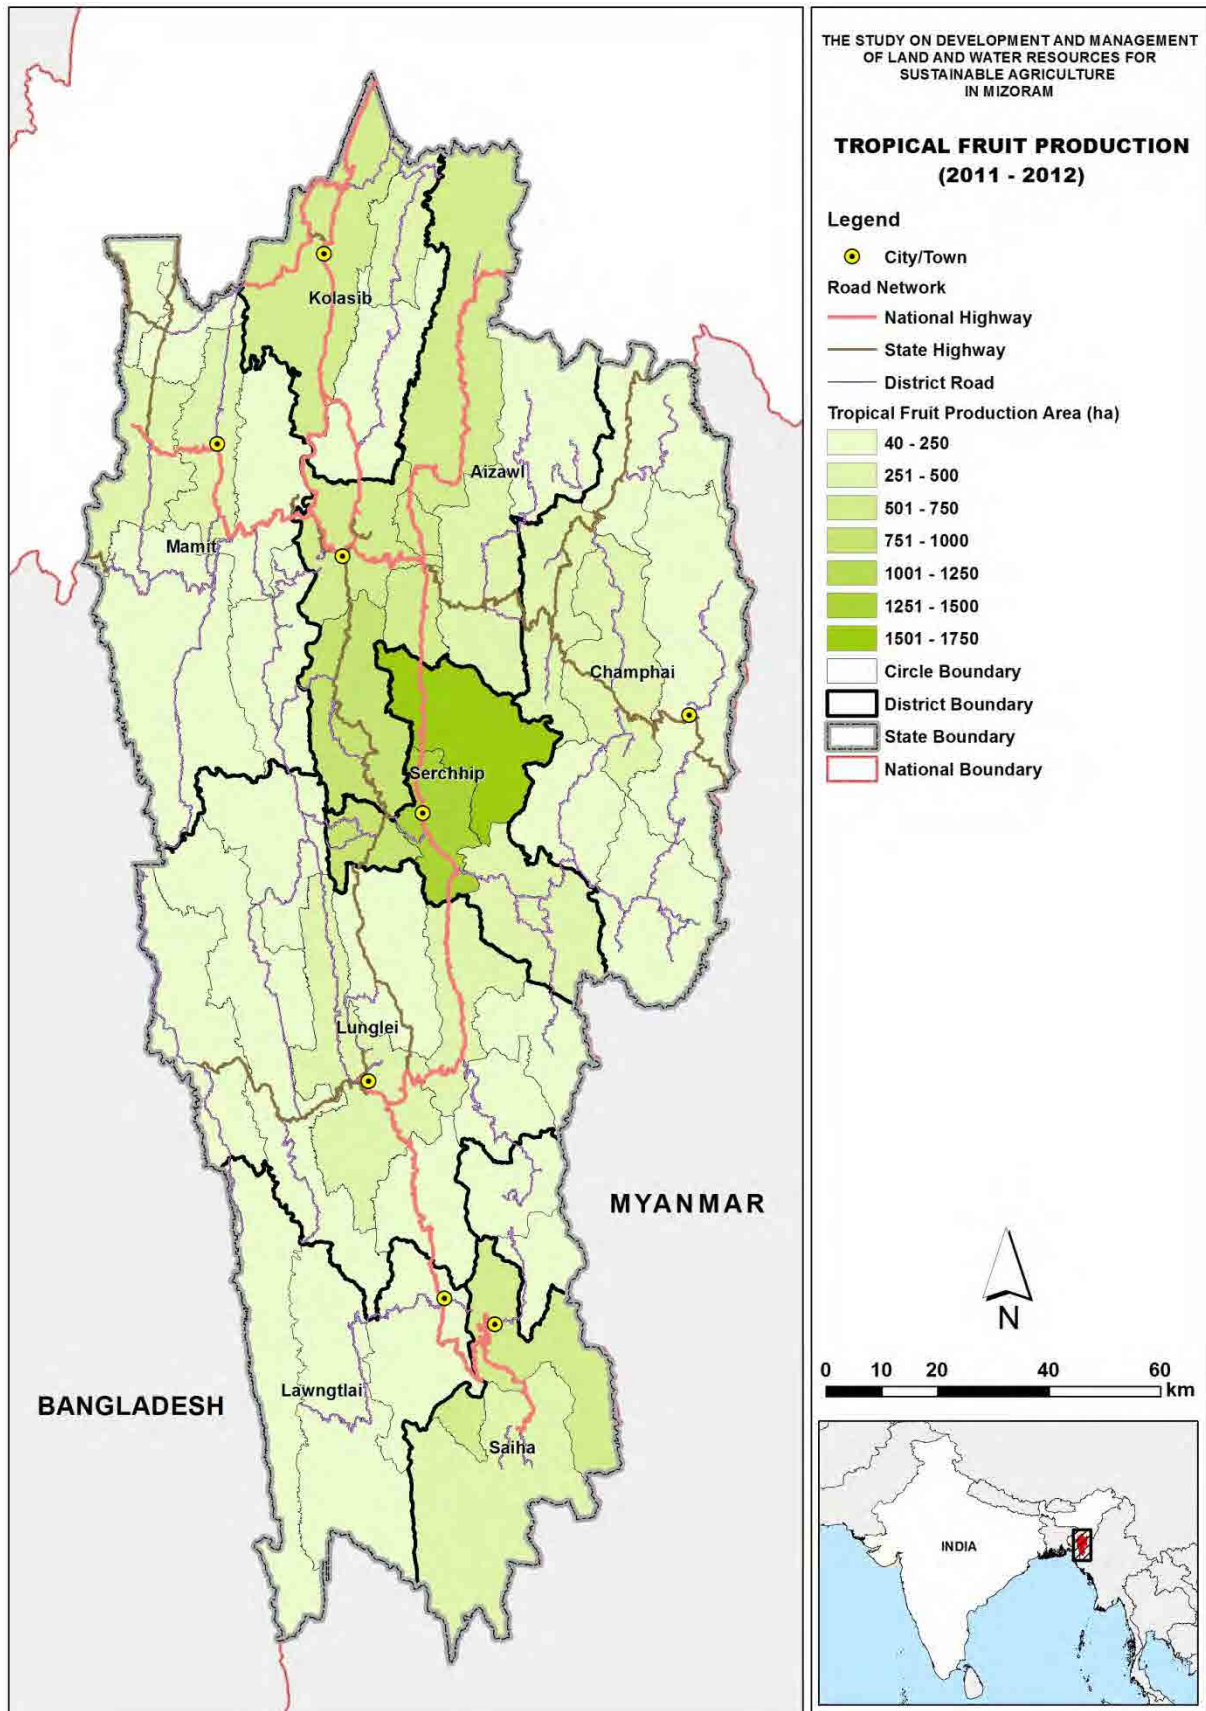 THE STUDY ON DEVELOPMENT AND MANAGEMENT
OF LAND AND WATER RESOURCES FOR
SUSTAINABLE AGRICULTURE
IN MIZORAM
TROPICAL FRUIT PRODUCTION
(2011 - 2012)
Legend
City/Town
Road Network
National Highway
State Highway
District Road
Tropical Fruit Production Area (ha)
40 - 250
251 - 500
501 - 750
751 - 1000
1001 - 1250
1251 - 1500
1501 - 1750
Circle Boundary
District Boundary
State Boundary
National Boundary
Kolasib
Aizawl
Mamit
Champhai
Serchhip
Lunglei
MYANMAR
BANGLADESH
Lawngtlai
Saiha
N
0 10 20 40 60
km
INDIA